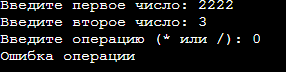 Введите первое число: 2222
Введите второе число: 3
Введите операцию (* или /): 0
Ошибка операции